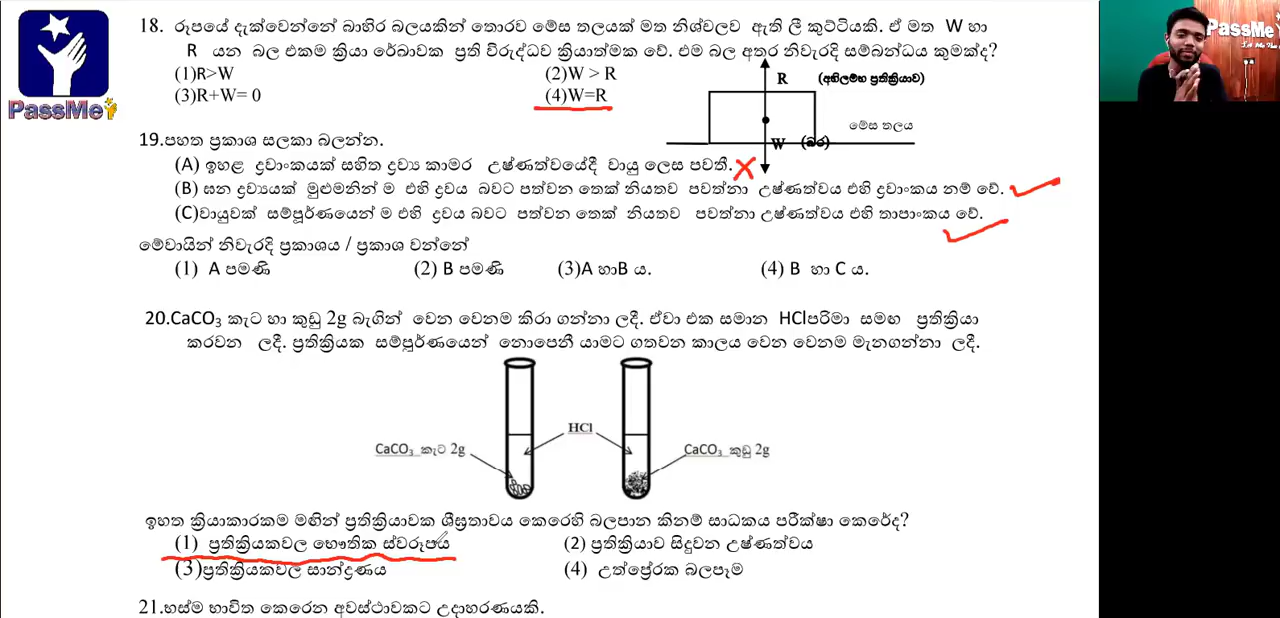 PassMe
18. රූපයේ දැක්වෙන්නේ බාහිර බලයකින් තොරව මේස තලයක් මත නිශ්චලව ඇති ලී කුට්ටියකි. ඒ මත W හා
R යන බල එකම ක්‍රියා රේඛාවක ප්‍රති විරුද්ධව ක්‍රියාත්මක වේ. එම බල අතර නිවැරදි සම්බන්ධය කුමක්ද?
(1)R>W (2)W > R
(3)R+W= 0 (4)W=R
R (අභිලම්භ ප්‍රතික්‍රියාව)
මේස තලය
W (බර)
19.පහත ප්‍රකාශ සලකා බලන්න.
(A) ඉහළ ද්‍රවාංකයක් සහිත ද්‍රව්‍ය කාමර උෂ්ණත්වයේදී වායු ලෙස පවතී.
(B) ඝන ද්‍රව්‍යයක් මුළුමනින් ම එහි ද්‍රවය බවට පත්වන තෙක් නියතව පවත්නා උෂ්ණත්වය එහි ද්‍රවාංකය නම් වේ.
(C)වායුවක් සම්පූර්ණයෙන් ම එහි ද්‍රවය බවට පත්වන තෙක් නියතව පවත්නා උෂ්ණත්වය එහි තාපාංකය වේ.
මේවායින් නිවැරදි ප්‍රකාශය / ප්‍රකාශ වන්නේ
(1) A පමණි (2) B පමණි (3)A හාB ය. (4) B හා C ය.
20.CaCO₃ කැට හා කුඩු 2g බැගින් වෙන වෙනම කිරා ගන්නා ලදී. ඒවා එක සමාන HClපරිමා සමඟ ප්‍රතික්‍රියා
කරවන ලදී. ප්‍රතික්‍රියක සම්පූර්ණයෙන් නොපෙනී යාමට ගතවන කාලය වෙන වෙනම මැනගන්නා ලදී.
HCl
CaCO₃ කැට 2g CaCO₃ කුඩු 2g
ඉහත ක්‍රියාකාරකම මඟින් ප්‍රතික්‍රියාවක ශීඝ්‍රතාවය කෙරෙහි බලපාන කිනම් සාධකය පරීක්ෂා කෙරේද?
(1) ප්‍රතික්‍රියකවල භෞතික ස්වරූපය (2) ප්‍රතික්‍රියාව සිදුවන උෂ්ණත්වය
(3)ප්‍රතික්‍රියකවල සාන්ද්‍රණය (4) උත්ප්‍රේරක බලපෑම
21.භස්ම භාවිත කෙරෙන අවස්ථාවකට උදාහරණයකි.
PassMe